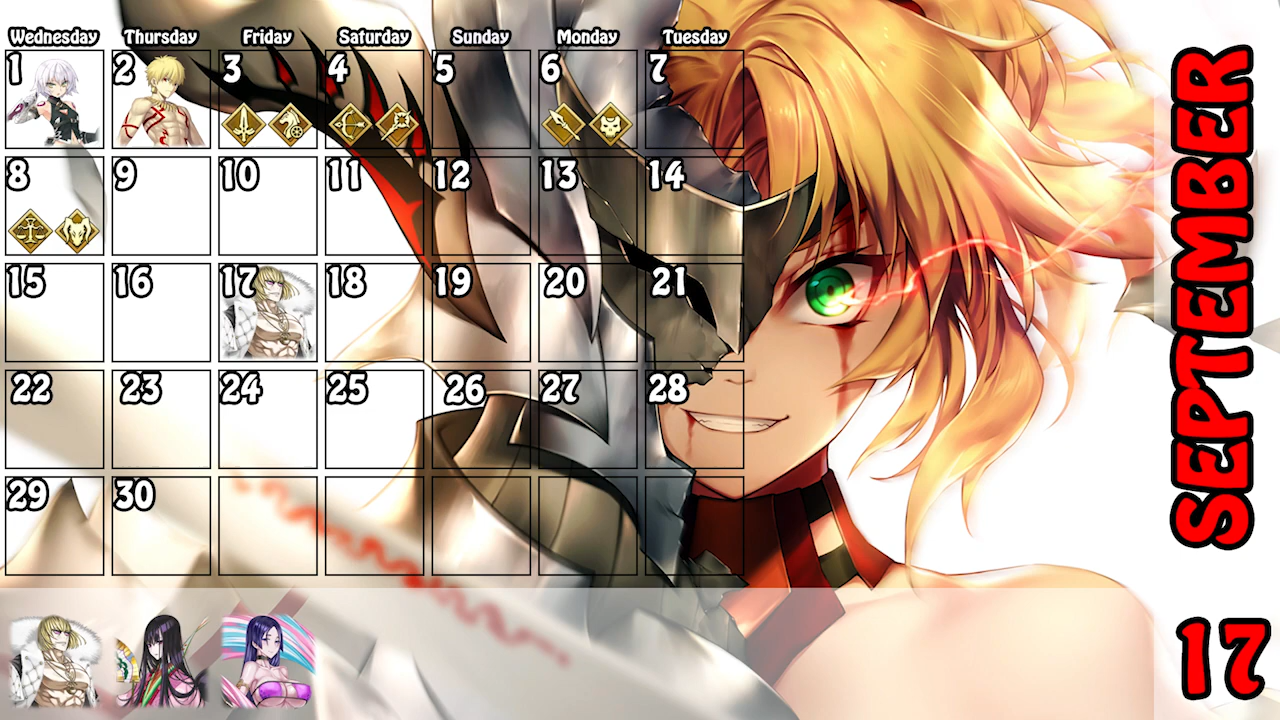 Wednesday Thursday Friday Saturday Sunday Monday Tuesday
1 2 3 4 5 6 7
8 9 10 11 12 13 14
15 16 17 18 19 20 21
22 23 24 25 26 27 28
29 30
SEPTEMBER
17